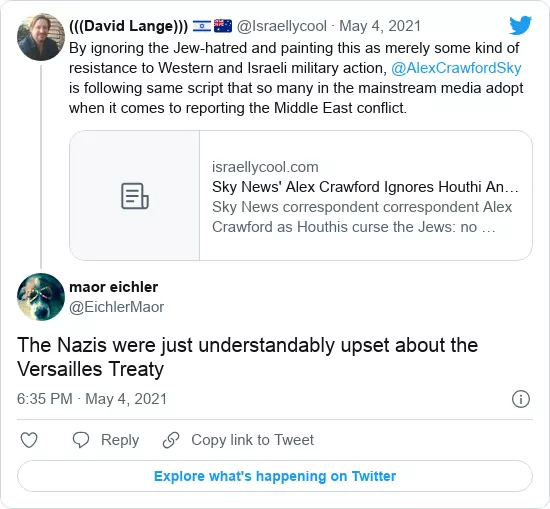 (((David Lange))) 🇮🇱 🇦🇺 @Israellycool · May 4, 2021
By ignoring the Jew-hatred and painting this as merely some kind of
resistance to Western and Israeli military action, @AlexCrawfordSky
is following same script that so many in the mainstream media adopt
when it comes to reporting the Middle East conflict.
israellycool.com
Sky News' Alex Crawford Ignores Houthi An…
Sky News correspondent correspondent Alex
Crawford as Houthis curse the Jews: no …
maor eichler
@EichlerMaor
The Nazis were just understandably upset about the
Versailles Treaty
6:35 PM · May 4, 2021
Reply
Copy link to Tweet
Explore what's happening on Twitter